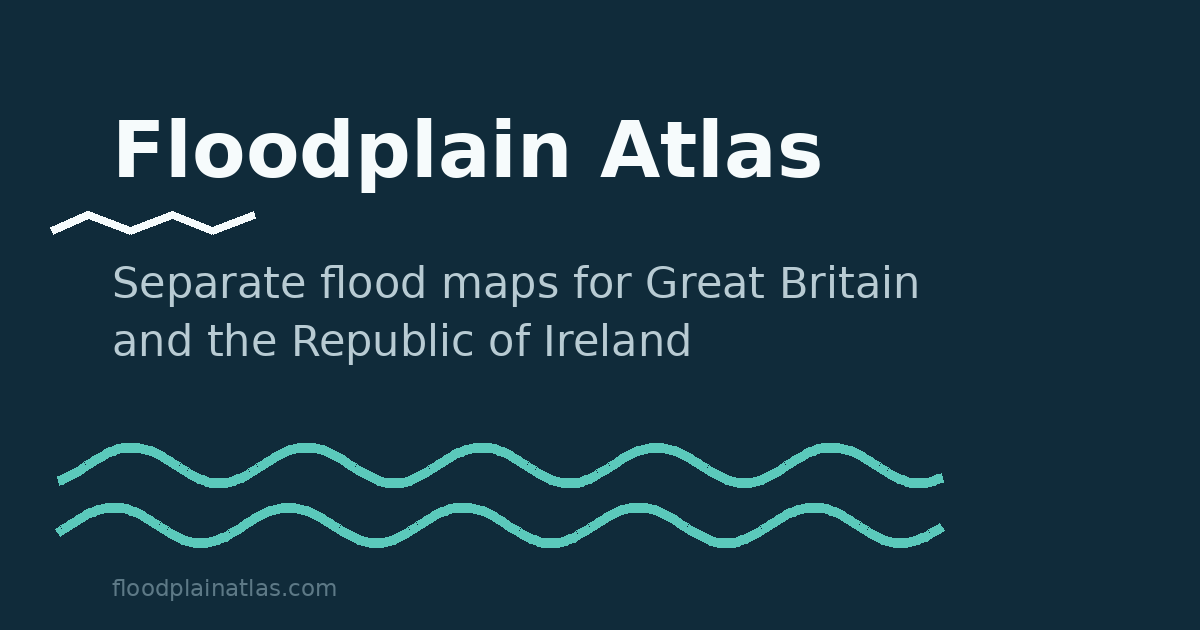 Floodplain Atlas
Separate flood maps for Great Britain
and the Republic of Ireland
floodplainatlas.com